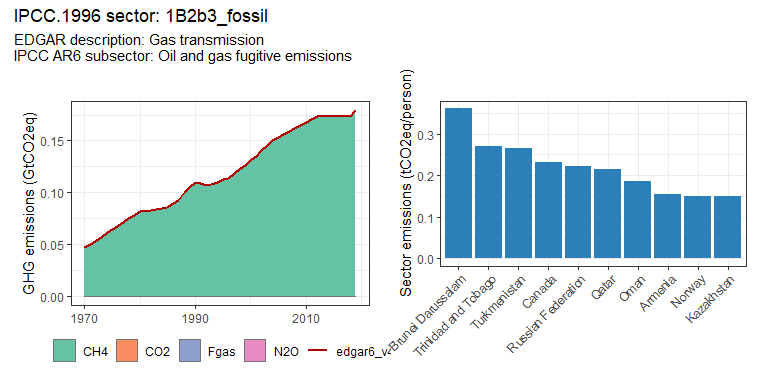 IPCC.1996 sector: 1B2b3_fossil
EDGAR description: Gas transmission
IPCC AR6 subsector: Oil and gas fugitive emissions
GHG emissions (GtCO2eq)
0.15
0.10
0.05
0.00
1970
1990
2010
CH4
CO2
Fgas
N2O
edgar6_v4
Sector emissions (tCO2eq/person)
0.3
0.2
0.1
0.0
Brunei Darussalam
Trinidad and Tobago
Turkmenistan
Canada
Russian Federation
Qatar
Oman
Armenia
Norway
Kazakhstan